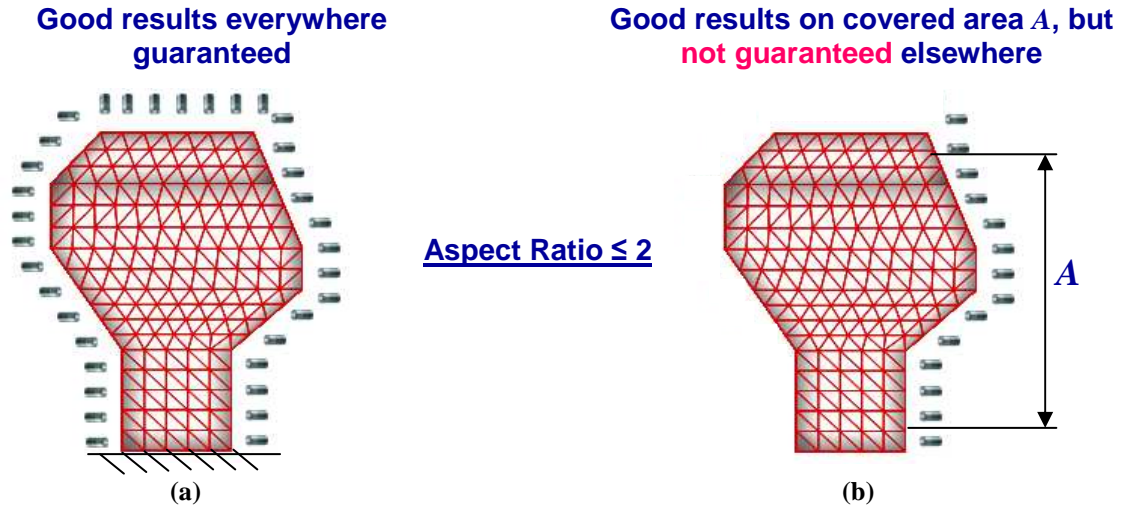 Good results everywhere
guaranteed
Good results on covered area A, but
not guaranteed elsewhere
Aspect Ratio ≤ 2
A
(a)
(b)